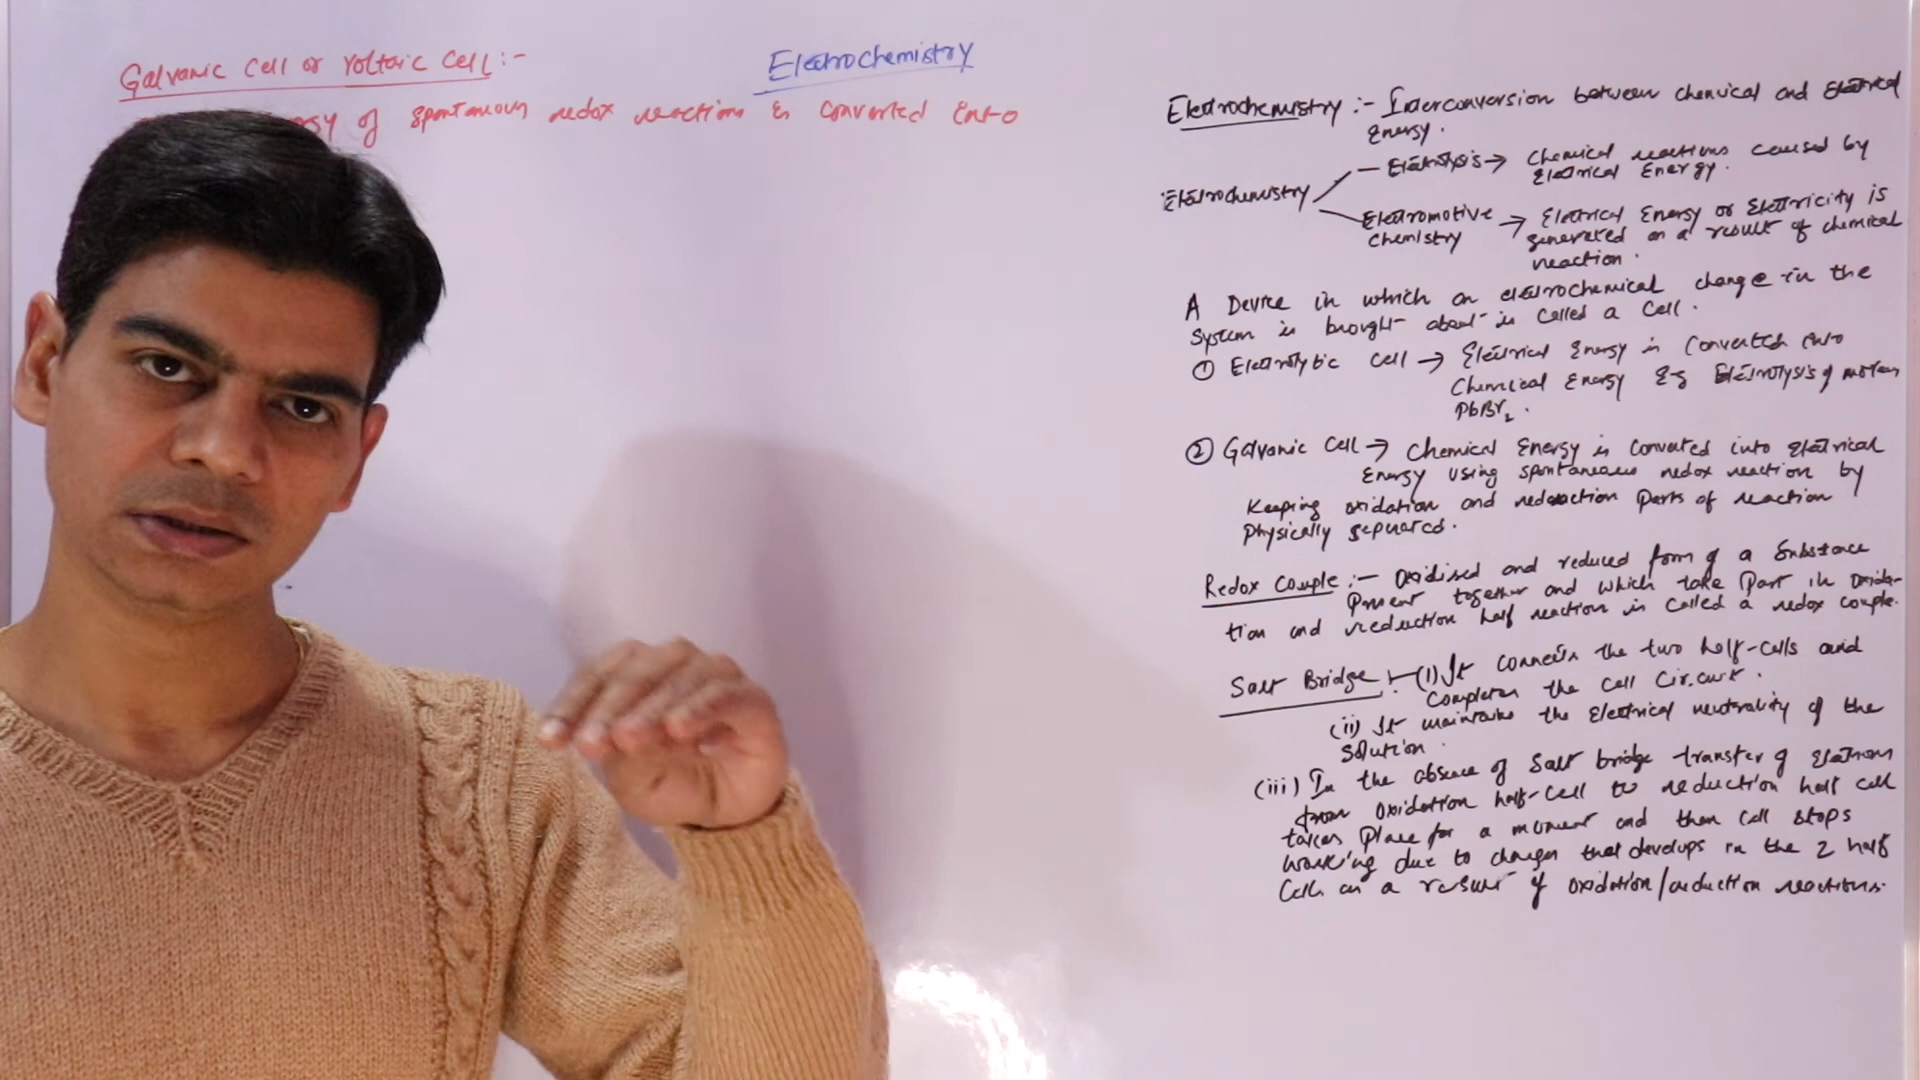 Galvanic Cell or Voltaic Cell :-
of spontaneous redox reaction is converted into
Electrochemistry
Electrochemistry :- Interconversion between chemical and electrical
Energy.
Electrochemistry
— Electrolysis → Chemical reactions caused by
Electrical Energy.
Electromotive → Electrical Energy or Electricity is
chemistry generated as a result of chemical
reaction.
A Device in which an electrochemical change in the
system is brought about is called a cell.
① Electrolytic cell → Electrical Energy is converted into
Chemical Energy Eg Electrolysis of molten
PbBr2.
② Galvanic Cell → Chemical Energy is converted into Electrical
Energy using spontaneous redox reaction by
Keeping oxidation and reduction parts of reaction
Physically separated.
Redox Couple :- Oxidised and reduced form of a substance
Present together and which take part in oxida-
tion and reduction half reaction is called a redox couple.
Salt Bridge :- (i) It connects the two half-cells and
Completes the cell circuit.
(ii) It maintains the Electrical neutrality of the
Solution.
(iii) In the absence of Salt bridge transfer of Electrons
from Oxidation half-cell to reduction half cell
takes place for a moment and then cell stops
working due to charges that develops in the 2 half
Cells as a result of oxidation/reduction reactions.